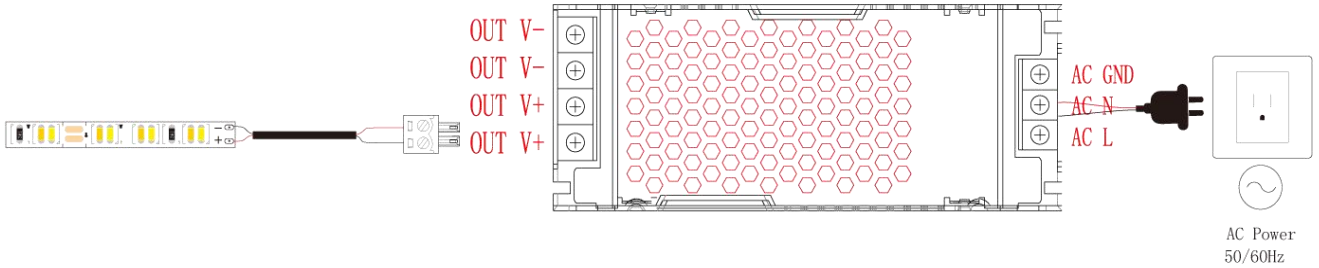 OUT V-
OUT V-
OUT V+
OUT V+
AC GND
AC N
AC L
- 
+
AC Power
50/60Hz